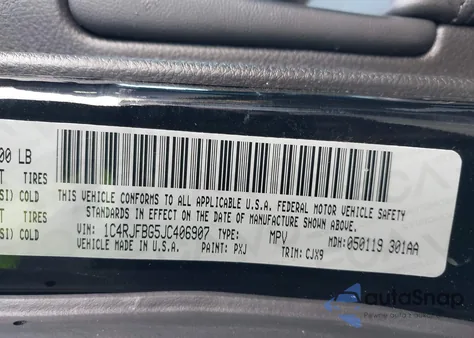 00 LB
T TIRES
SI) COLD
T TIRES
SI) COLD
THIS VEHICLE CONFORMS TO ALL APPLICABLE U.S.A. FEDERAL MOTOR VEHICLE SAFETY
STANDARDS IN EFFECT ON THE DATE OF MANUFACTURE SHOWN ABOVE.
VIN: 1C4RJFBG5JC406907 TYPE: MPV MDH: 050119 301AA
VEHICLE MADE IN U.S.A. PAINT: PXJ TRIM: CJX9
autoSnap